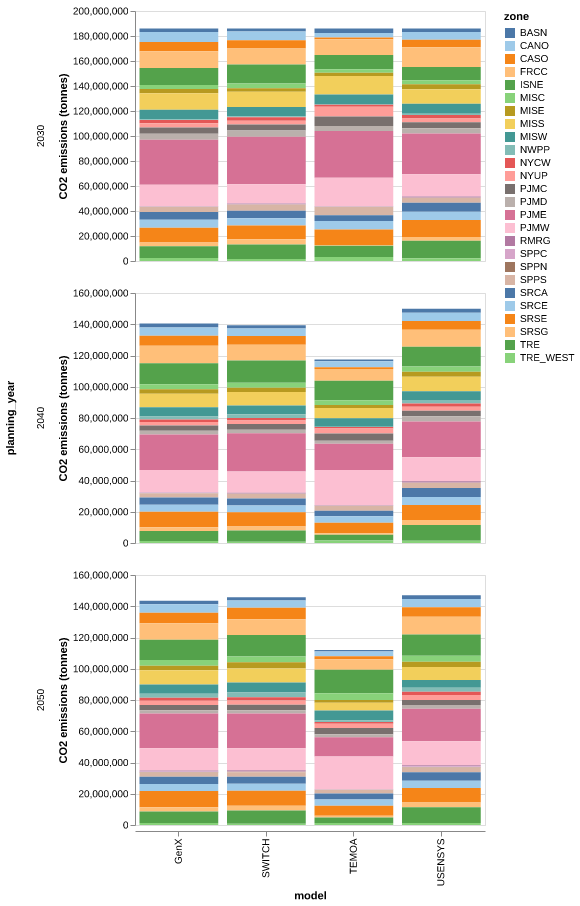 planning_year
2030
CO2 emissions (tonnes)
200,000,000
180,000,000
160,000,000
140,000,000
120,000,000
100,000,000
80,000,000
60,000,000
40,000,000
20,000,000
0
2040
CO2 emissions (tonnes)
160,000,000
140,000,000
120,000,000
100,000,000
80,000,000
60,000,000
40,000,000
20,000,000
0
2050
CO2 emissions (tonnes)
160,000,000
140,000,000
120,000,000
100,000,000
80,000,000
60,000,000
40,000,000
20,000,000
0
GenX
SWITCH
TEMOA
USENSYS
model
zone
BASN
CANO
CASO
FRCC
ISNE
MISC
MISE
MISS
MISW
NWPP
NYCW
NYUP
PJMC
PJMD
PJME
PJMW
RMRG
SPPC
SPPN
SPPS
SRCA
SRCE
SRSE
SRSG
TRE
TRE_WEST